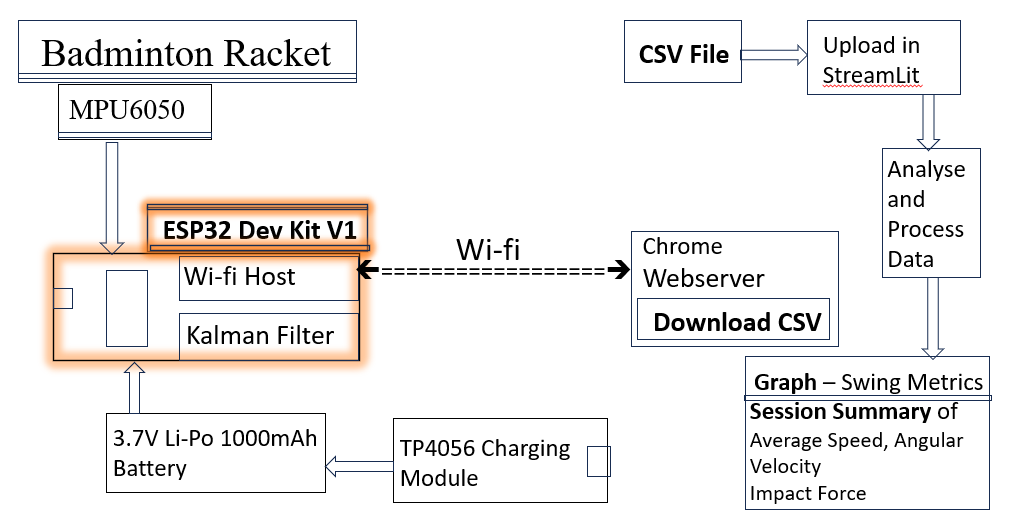 Badminton Racket
MPU6050
ESP32 Dev Kit V1
Wi-fi Host
Kalman Filter
3.7V Li-Po 1000mAh
Battery
TP4056 Charging
Module
Wi-fi
Chrome
Webserver
Download CSV
CSV File
Upload in
StreamLit
Analyse
and
Process
Data
Graph – Swing Metrics
Session Summary of
Average Speed, Angular
Velocity
Impact Force